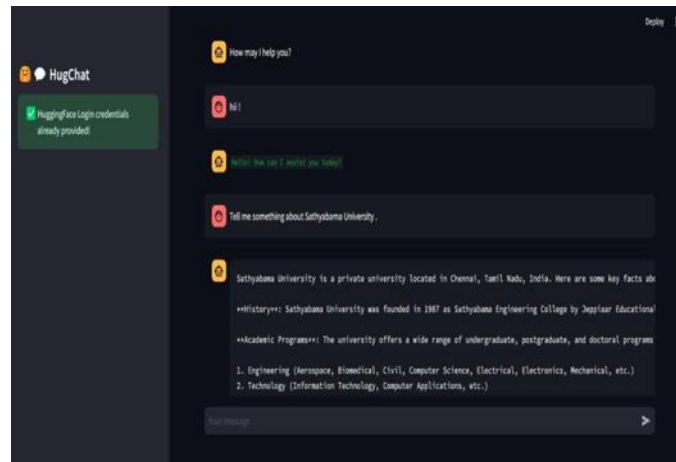 Deploy
How may I help you?
HugChat
HuggingFace Login credentials
already provided!
hi !
Hello! How can I assist you today?
Tell me something about Sathyabama University .
Sathyabama University is a private university located in Chennai, Tamil Nadu, India. Here are some key facts abo
**History**: Sathyabama University was founded in 1987 as Sathyabama Engineering College by Jeppiaar Educational
**Academic Programs**: The university offers a wide range of undergraduate, postgraduate, and doctoral programs
1. Engineering (Aerospace, Biomedical, Civil, Computer Science, Electrical, Electronics, Mechanical, etc.)
2. Technology (Information Technology, Computer Applications, etc.)
Your message